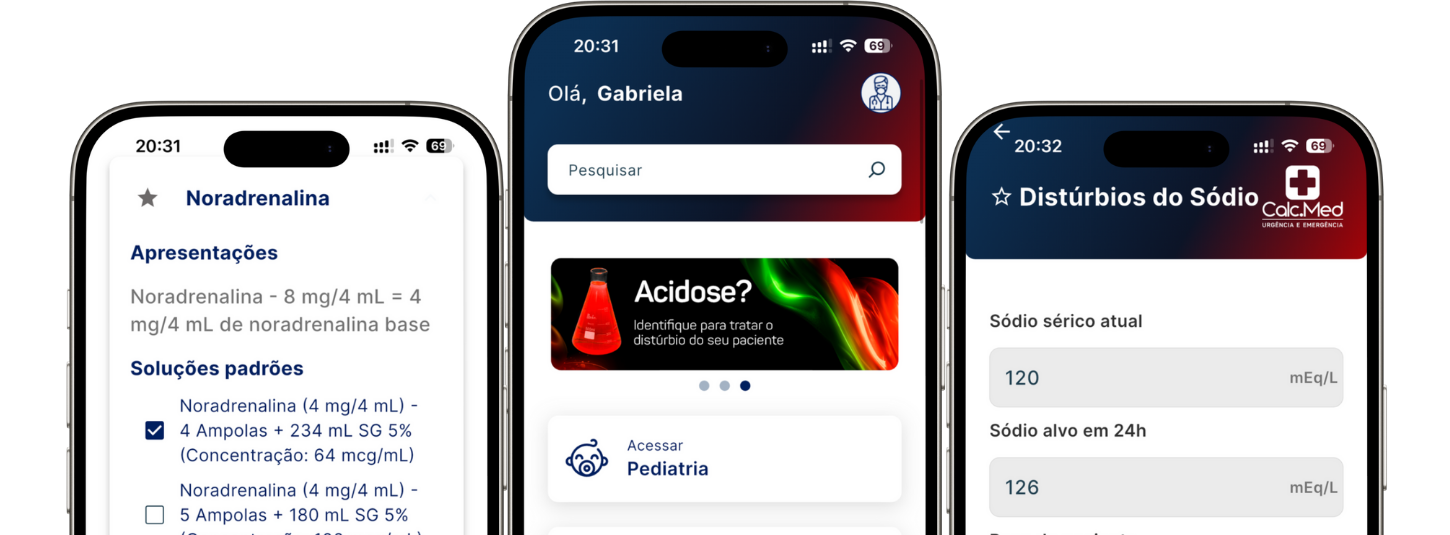 20:31
69
Noradrenalina
Apresentações
Noradrenalina - 8 mg/4 mL = 4
mg/4 mL de noradrenalina base
Soluções padrões
Noradrenalina (4 mg/4 mL) -
4 Ampolas + 234 mL SG 5%
(Concentração: 64 mcg/mL)
Noradrenalina (4 mg/4 mL) -
5 Ampolas + 180 mL SG 5%
20:31
69
Olá, Gabriela
Pesquisar
Acidose?
Identifique para tratar o
distúrbio do seu paciente
Acessar
Pediatria
20:32
69
Distúrbios do Sódio
Calc.Med
URGÊNCIA E EMERGÊNCIA
Sódio sérico atual
120 mEq/L
Sódio alvo em 24h
126 mEq/L